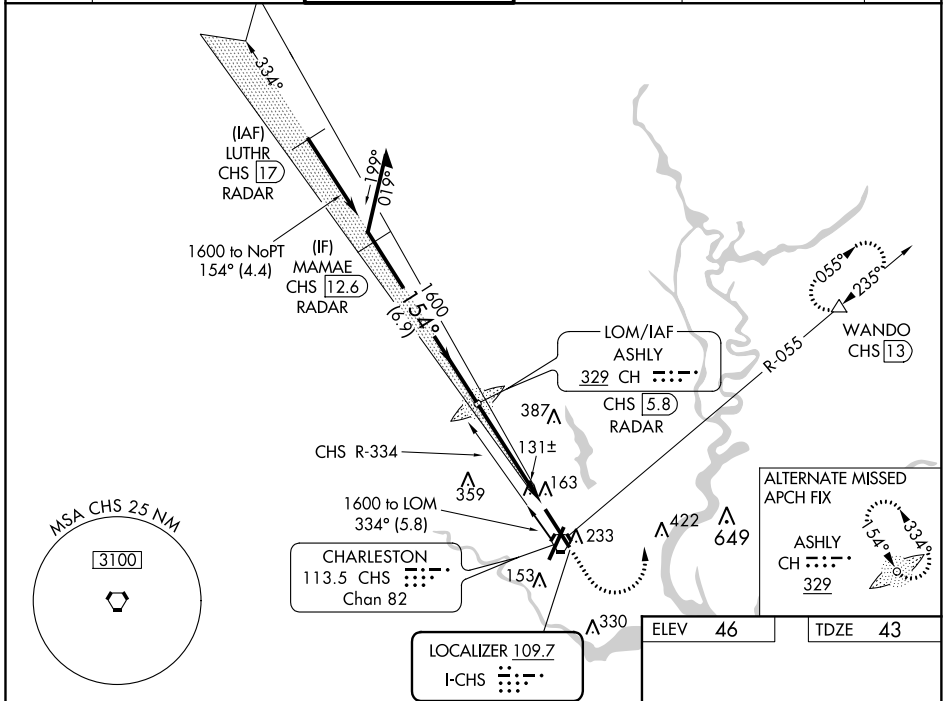 334°
(IAF)
LUTHR
CHS 17
RADAR
199°
019°
1600 to NoPT
154° (4.4)
(IF)
MAMAE
CHS 12.6
RADAR
1600
154°
(6.9)
LOM/IAF
ASHLY
329 CH
CHS 5.8
RADAR
055°
235°
WANDO
CHS 13
R-055
387
131±
163
CHS R-334
359
1600 to LOM
334° (5.8)
233
422
649
CHARLESTON
113.5 CHS
Chan 82
153
330
LOCALIZER 109.7
I-CHS
MSA CHS 25 NM
3100
ALTERNATE MISSED
APCH FIX
154°
334°
ASHLY
CH
329
ELEV 46
TDZE 43